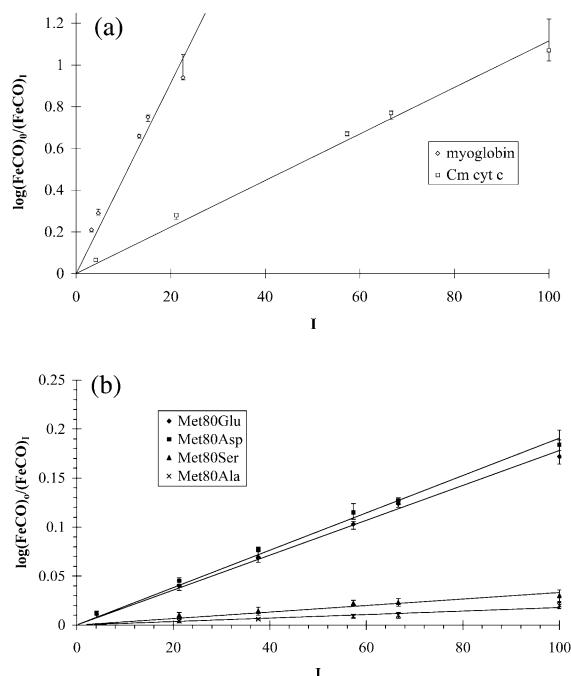 (a)
1.2
1
0.8
0.6
0.4
0.2
0
log(FeCO)0/(FeCO)I
myoglobin
Cm cyt c
0 20 40 60 80 100
I
(b)
0.25
0.2
0.15
0.1
0.05
0
log(FeCO)o/(FeCO)I
Met80Glu
Met80Asp
Met80Ser
Met80Ala
0 20 40 60 80 100
I